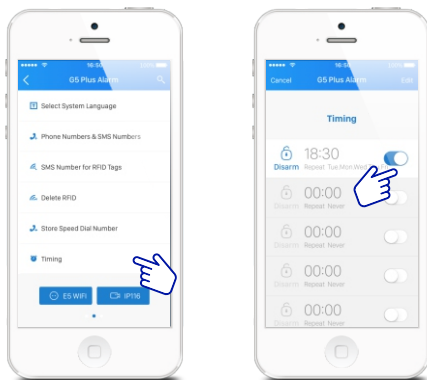 16:00
G5 Plus Alarm
Select System Language
Phone Numbers & SMS Numbers
SMS Number for RFID Tags
Delete RFID
Store Speed Dial Number
Timing
E5 WIFI
IP116
Cancel
G5 Plus Alarm
Edit
Timing
18:30
Disarm
Repeat Tue Mon Wed
00:00
Disarm
Repeat Never
00:00
Disarm
Repeat Never
00:00
Disarm
Repeat Never
00:00
Disarm
Repeat Never